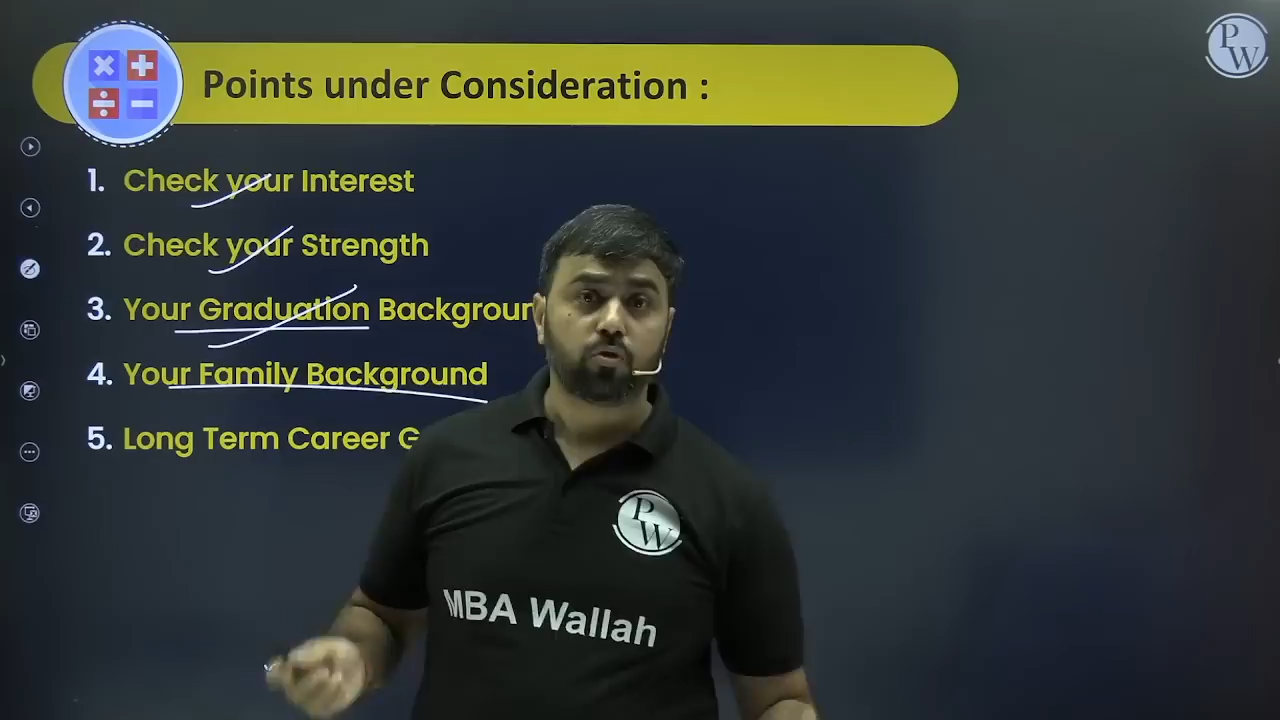 PW
Points under Consideration :
1. Check your Interest
2. Check your Strength
3. Your Graduation
4. Your Family Background
5. Long Term Career
PW
MBA Wallah